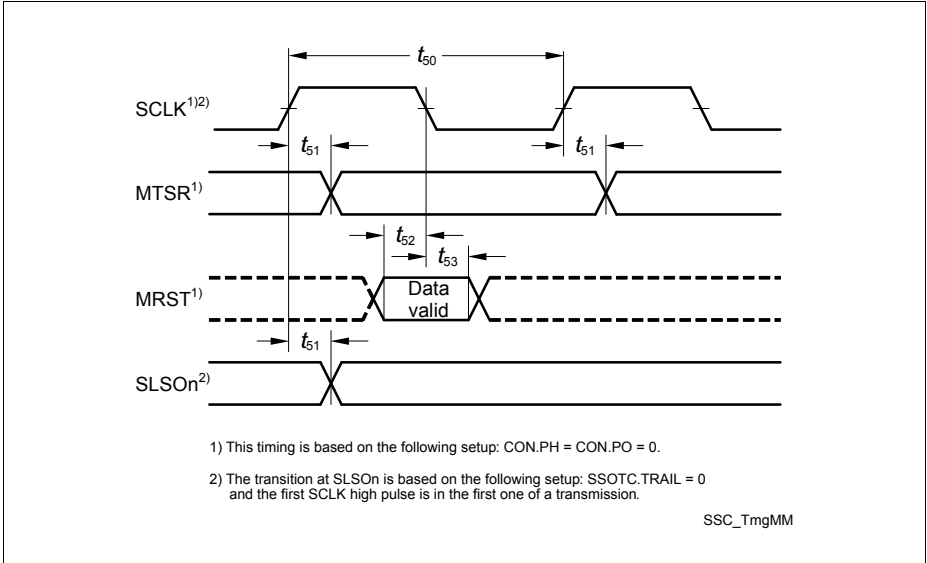 t50
SCLK1)2)
t51
t51
MTSR1)
t52
t53
MRST1)
Data
valid
t51
SLSOn2)
1) This timing is based on the following setup: CON.PH = CON.PO = 0.
2) The transition at SLSOn is based on the following setup: SSOTC.TRAIL = 0
and the first SCLK high pulse is in the first one of a transmission.
SSC_TmgMM